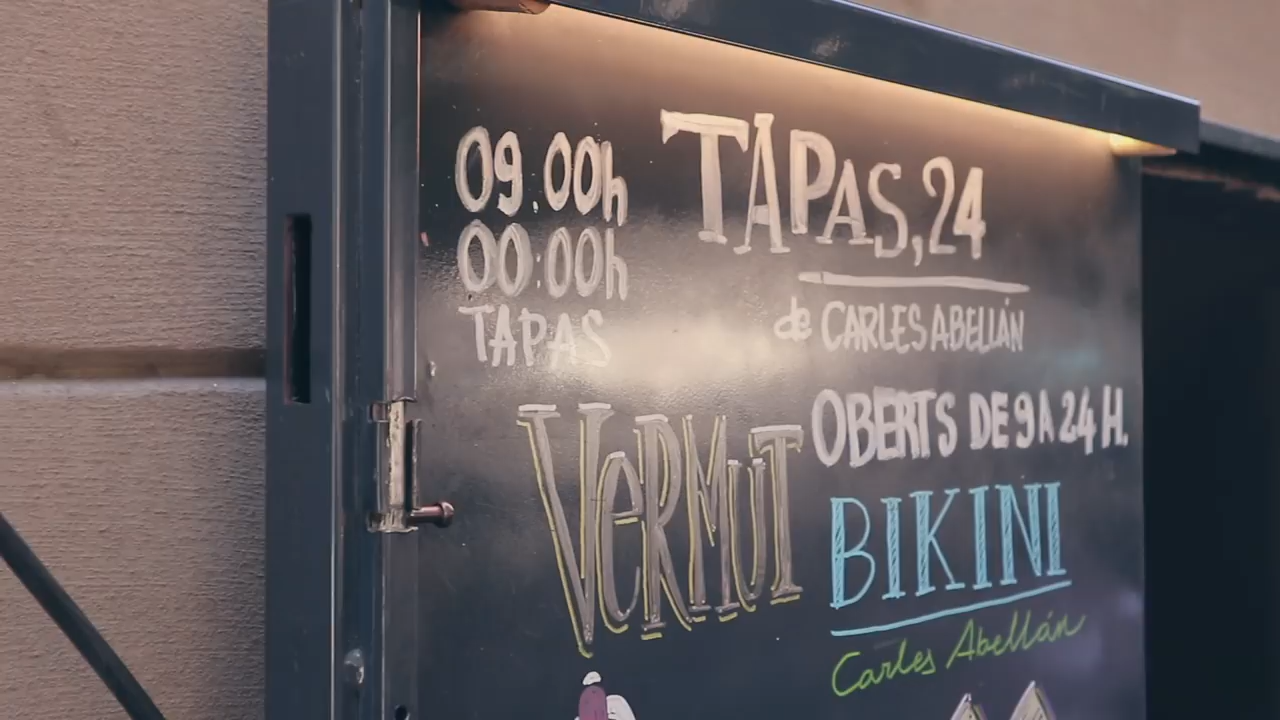 09.00h
00:00h
TAPAS
TAPAS,24
de CARLES ABELLÁN
OBERTS DE 9 A 24 H.
VeRMUT
BIKINI
Carles Abellán